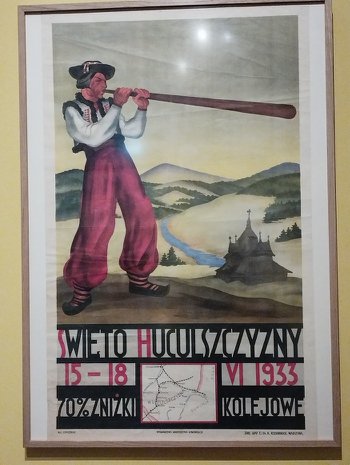 ŚWIĘTO HUCULSZCZYZNY
15-18 VI 1933
70% ZNIŻKI KOLEJOWE